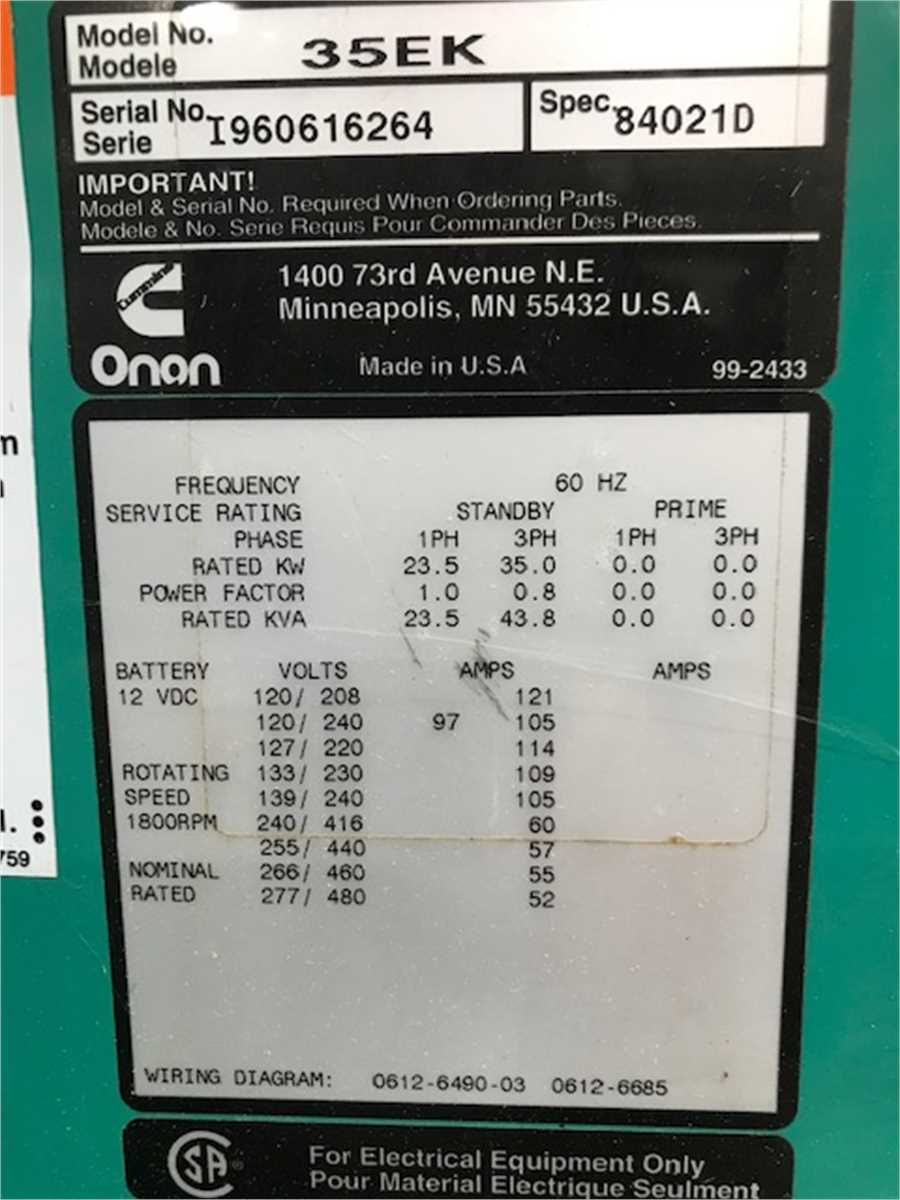 Model No.
Modele
35EK
Serial No.
Serie
I960616264
Spec.
84021D
IMPORTANT!
Model & Serial No. Required When Ordering Parts.
Modele & No. Serie Requis Pour Commander Des Pieces.
Cummins
Onan
1400 73rd Avenue N.E.
Minneapolis, MN 55432 U.S.A.
Made in U.S.A
99-2433
FREQUENCY 60 HZ
SERVICE RATING STANDBY PRIME
PHASE 1PH 3PH 1PH 3PH
RATED KW 23.5 35.0 0.0 0.0
POWER FACTOR 1.0 0.8 0.0 0.0
RATED KVA 23.5 43.8 0.0 0.0
BATTERY VOLTS AMPS AMPS
12 VDC 120/ 208 121
120/ 240 97 105
127/ 220 114
ROTATING 133/ 230 109
SPEED 139/ 240 105
1800RPM 240/ 416 60
255/ 440 57
NOMINAL 266/ 460 55
RATED 277/ 480 52
WIRING DIAGRAM: 0612-6490-03 0612-6685
SA
For Electrical Equipment Only
Pour Material Electrique Seulment
759